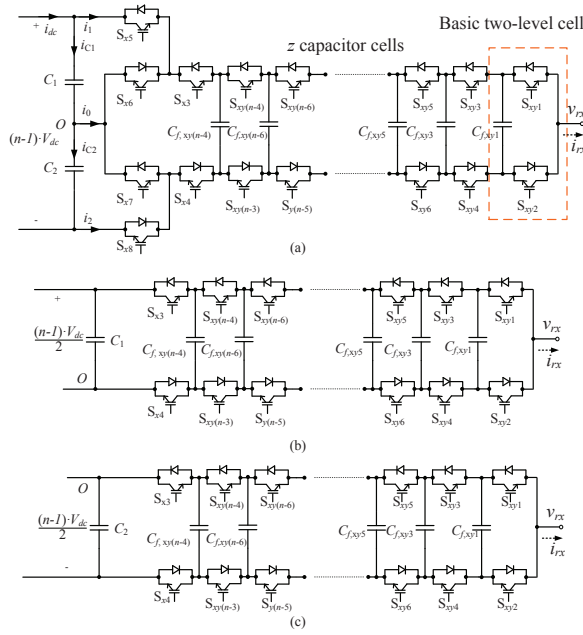 + i_dc i_1 S_x5 Basic two-level cell
i_C1 z capacitor cells
C_1 S_x6 S_x3 S_xy(n-4) S_xy(n-6) S_xy5 S_xy3 S_xy1
O i_0 C_f, xy(n-4) C_f,xy(n-6) C_f,xy5 C_f,xy3 C_f,xy1 v_rx
(n-1)·V_dc i_C2 i_rx
C_2 S_x7 S_x4 S_xy(n-3) S_y(n-5) S_xy6 S_xy4 S_xy2
- i_2 S_x8
(a)
+ S_x3 S_xy(n-4) S_xy(n-6) S_xy5 S_xy3 S_xy1
(n-1)·V_dc C_1 C_f, xy(n-4) C_f,xy(n-6) C_f,xy5 C_f,xy3 C_f,xy1 v_rx
2 i_rx
O S_x4 S_xy(n-3) S_y(n-5) S_xy6 S_xy4 S_xy2
(b)
O S_x3 S_xy(n-4) S_xy(n-6) S_xy5 S_xy3 S_xy1
(n-1)·V_dc C_2 C_f, xy(n-4) C_f,xy(n-6) C_f,xy5 C_f,xy3 C_f,xy1 v_rx
2 i_rx
- S_x4 S_xy(n-3) S_y(n-5) S_xy6 S_xy4 S_xy2
(c)